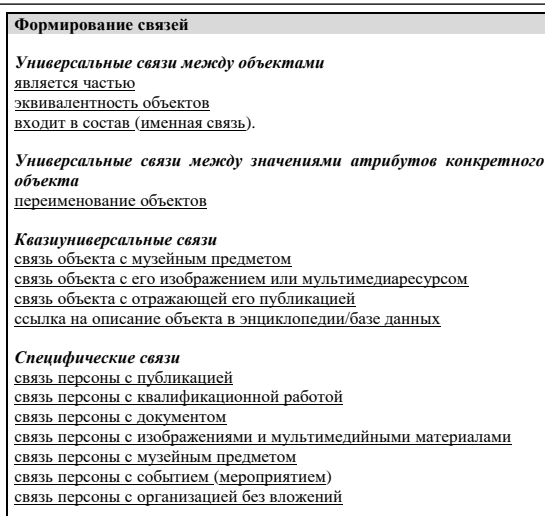 Формирование связей
Универсальные связи между объектами
является частью
эквивалентность объектов
входит в состав (именная связь).
Универсальные связи между значениями атрибутов конкретного
объекта
переименование объектов
Квазиуниверсальные связи
связь объекта с музейным предметом
связь объекта с его изображением или мультимедиаресурсом
связь объекта с отражающей его публикацией
ссылка на описание объекта в энциклопедии/базе данных
Специфические связи
связь персоны с публикацией
связь персоны с квалификационной работой
связь персоны с документом
связь персоны с изображениями и мультимедийными материалами
связь персоны с музейным предметом
связь персоны с событием (мероприятием)
связь персоны с организацией без вложений